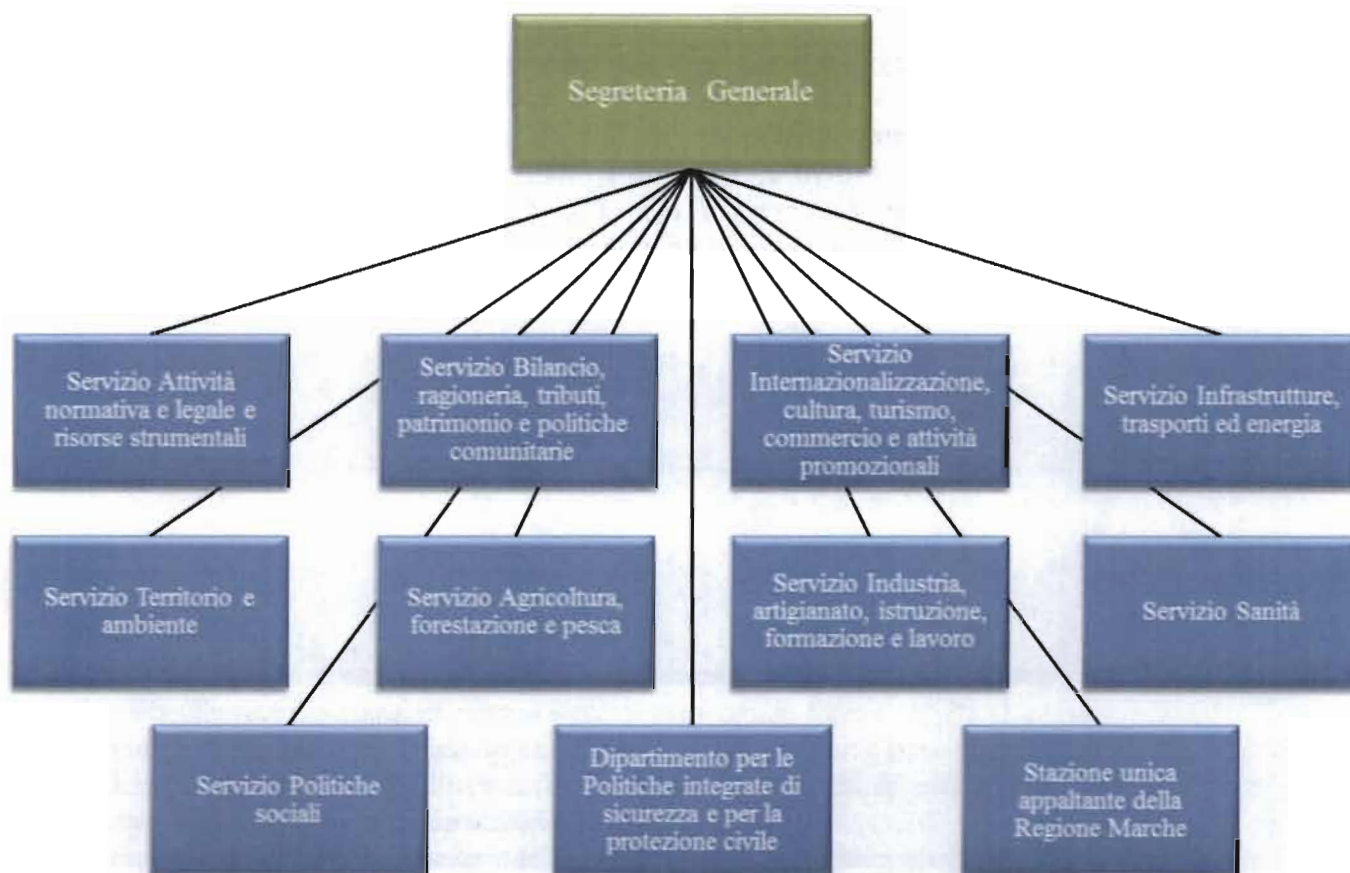 Segreteria Generale
Servizio Attività
normativa e legale e
risorse strumentali
Servizio Bilancio,
ragioneria, tributi,
patrimonio e politiche
comunitarie
Servizio
Internazionalizzazione,
cultura, turismo,
commercio e attività
promozionali
Servizio Infrastrutture,
trasporti ed energia
Servizio Territorio e
ambiente
Servizio Agricoltura,
forestazione e pesca
Servizio Industria,
artigianato, istruzione,
formazione e lavoro
Servizio Sanità
Servizio Politiche
sociali
Dipartimento per le
Politiche integrate di
sicurezza e per la
protezione civile
Stazione unica
appaltante della
Regione Marche